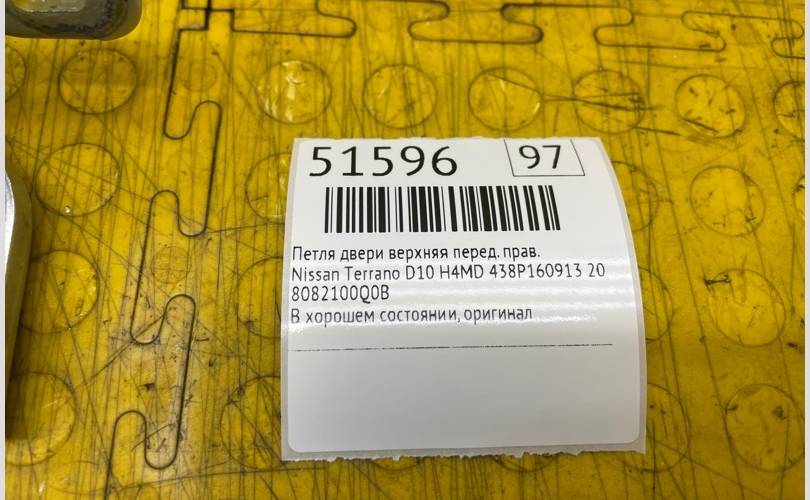 51596 97
Петля двери верхняя перед. прав.
Nissan Terrano D10 H4MD 438P160913 20
8082100Q0B
В хорошем состоянии, оригинал